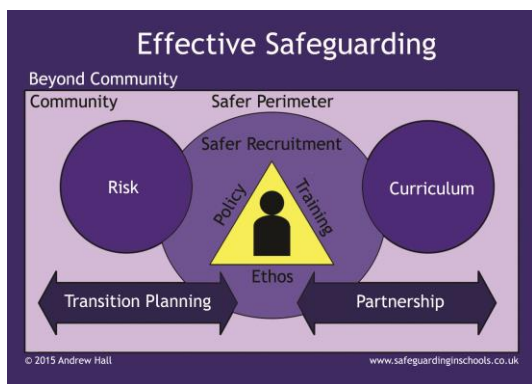 Effective Safeguarding
Beyond Community
Community
Safer Perimeter
Safer Recruitment
Risk
Curriculum
Policy
Training
Ethos
Transition Planning
Partnership
© 2015 Andrew Hall
www.safeguardinginschools.co.uk